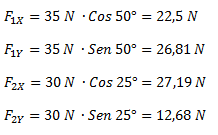 F₁X = 35 N · Cos 50° = 22,5 N
F₁Y = 35 N · Sen 50° = 26,81 N
F₂X = 30 N · Cos 25° = 27,19 N
F₂Y = 30 N · Sen 25° = 12,68 N